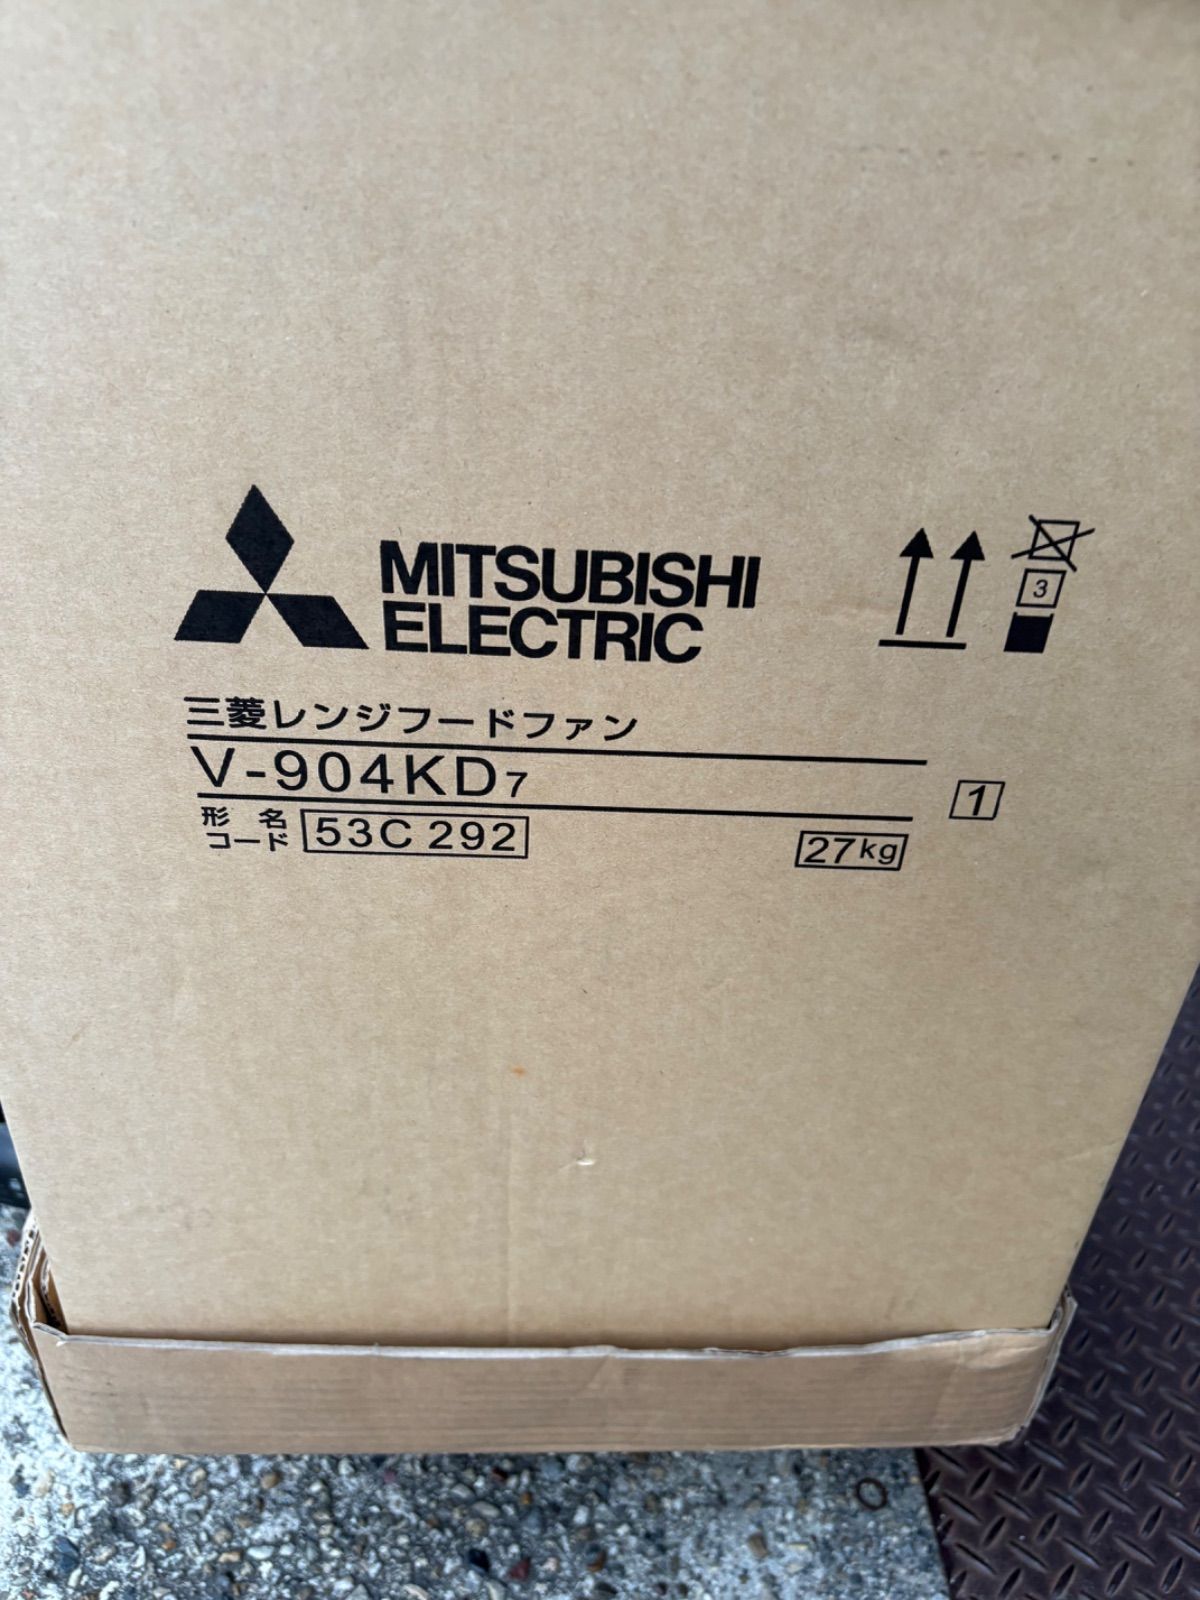 MITSUBISHI
ELECTRIC
3
三菱レンジフードファン
V-904KD7
1
形名
コード 53C 292
27kg